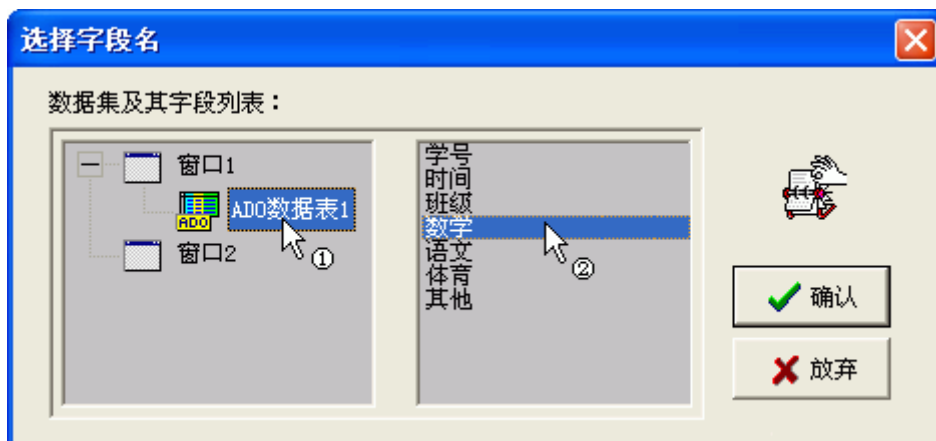 选择字段名
数据集及其字段列表：
窗口1
ADO
ADO数据表1
①
窗口2
学号
时间
班级
数学
②
语文
体育
其他
确认
放弃